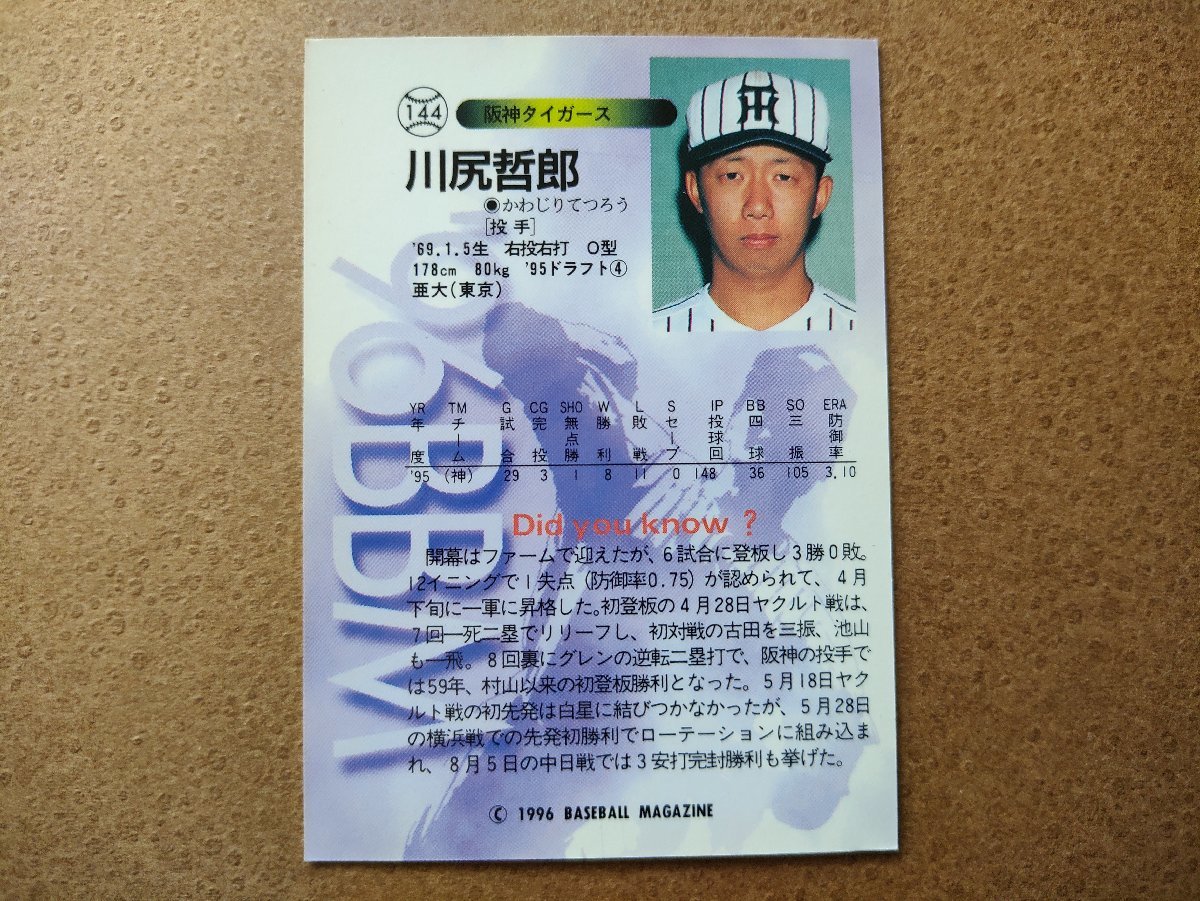 144 阪神タイガース
川尻哲郎
◉かわじりてつろう
[投手]
'69.1.5生 右投右打 O型
178cm 80kg '95ドラフト④
亜大(東京)
'96 BBM
YR TM G CG SHO W L S IP BB SO ERA
年度 チーム 試合 完投 無点勝 勝利 敗戦 セーブ 投球回 四球 三振 防御率
'95 (神) 29 3 1 8 11 0 148 36 105 3.10
Did you know ?
開幕はファームで迎えたが、6試合に登板し3勝0敗。
12イニングで1失点(防御率0.75)が認められて、4月
下旬に一軍に昇格した。初登板の4月28日ヤクルト戦は、
7回一死二塁でリリーフし、初対戦の古田を三振、池山
も一飛。8回裏にグレンの逆転二塁打で、阪神の投手で
は59年、村山以来の初登板勝利となった。5月18日ヤク
ルト戦の初先発は白星に結びつかなかったが、5月28日
の横浜戦での先発初勝利でローテーションに組み込ま
れ、8月5日の中日戦では3安打完封勝利も挙げた。
© 1996 BASEBALL MAGAZINE